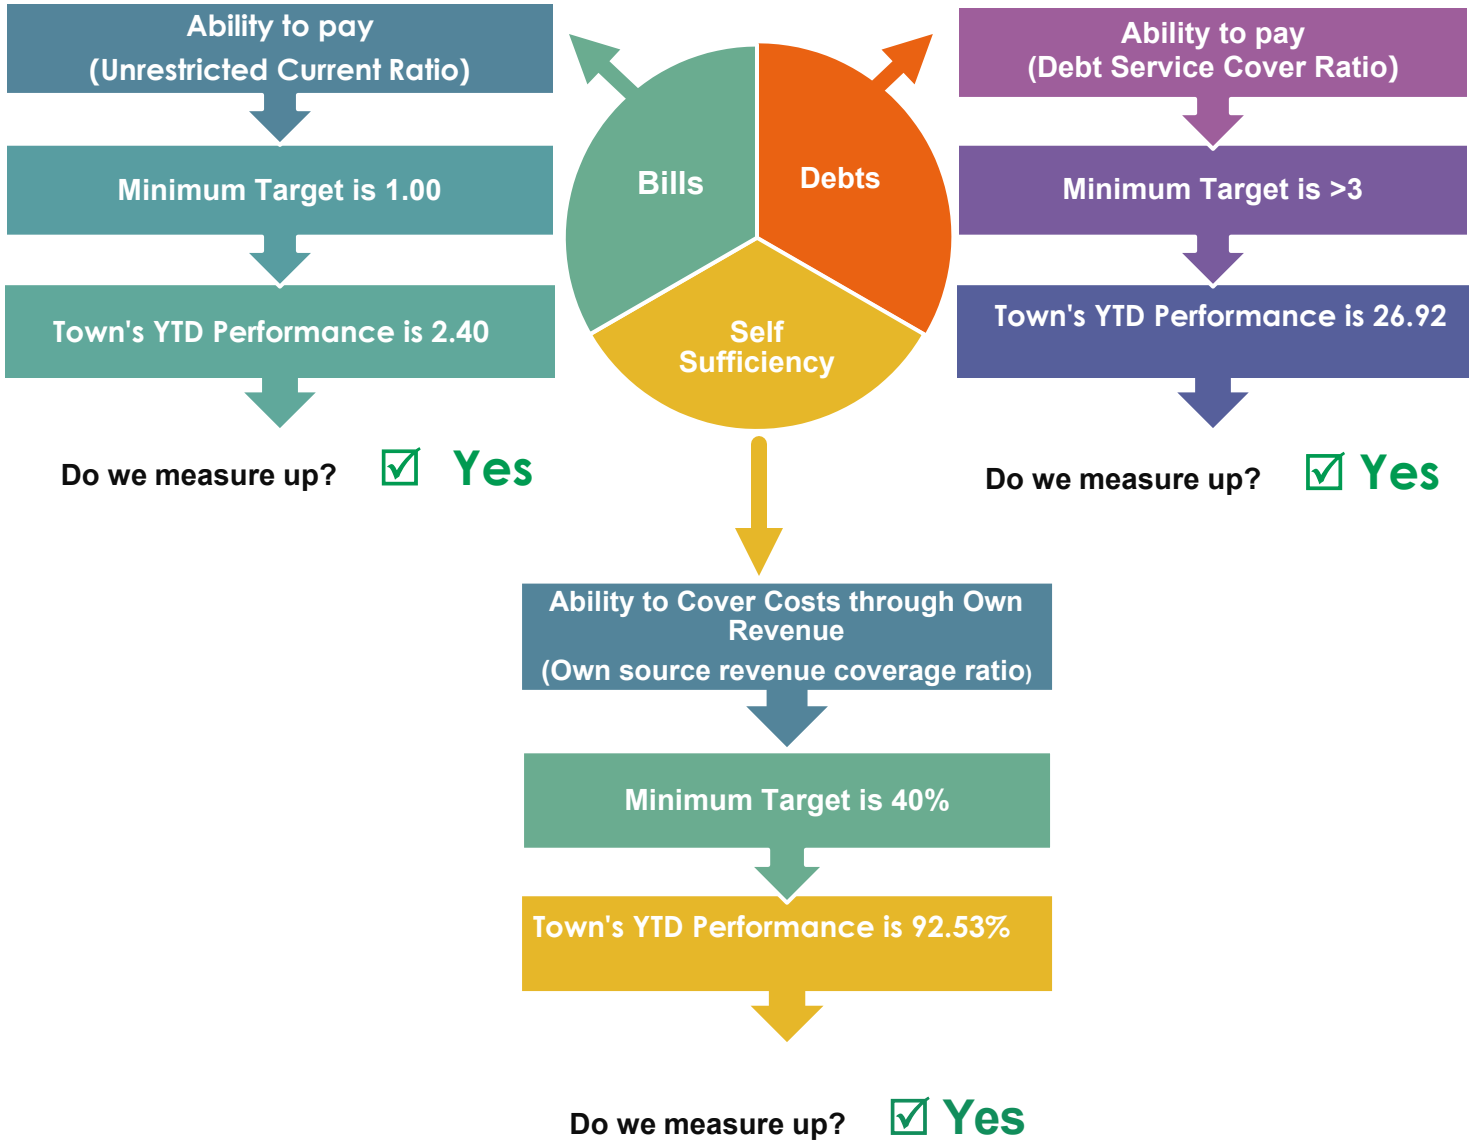 Ability to pay
(Unrestricted Current Ratio)
Minimum Target is 1.00
Town's YTD Performance is 2.40
Do we measure up? ☑ Yes
Bills
Debts
Self
Sufficiency
Ability to pay
(Debt Service Cover Ratio)
Minimum Target is >3
Town's YTD Performance is 26.92
Do we measure up? ☑ Yes
Ability to Cover Costs through Own
Revenue
(Own source revenue coverage ratio)
Minimum Target is 40%
Town's YTD Performance is 92.53%
Do we measure up? ☑ Yes